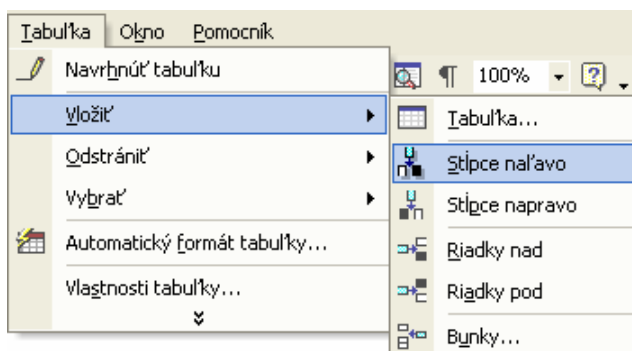 Tabuľka Okno Pomocník
Navrhnúť tabuľku
100%
Vložiť
Tabuľka...
Odstrániť
Stĺpce naľavo
Vybrať
Stĺpce napravo
Automatický formát tabuľky...
Riadky nad
Vlastnosti tabuľky...
Riadky pod
Bunky...